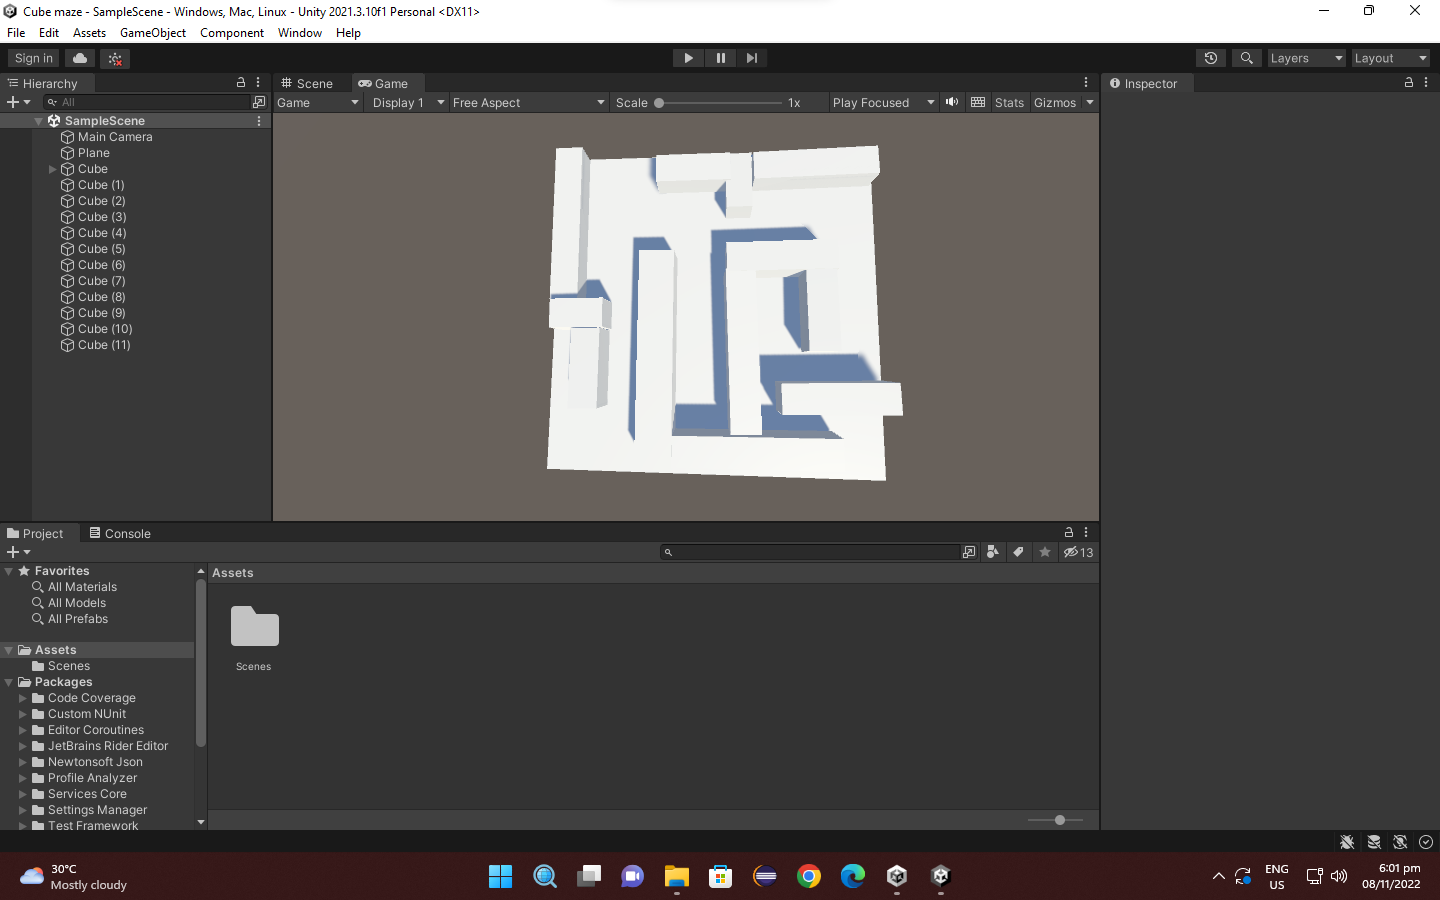 Cube maze - SampleScene - Windows, Mac, Linux - Unity 2021.3.10f1 Personal <DX11>
File Edit Assets GameObject Component Window Help
Sign in
Layers
Layout
Hierarchy
All
SampleScene
Main Camera
Plane
Cube
Cube (1)
Cube (2)
Cube (3)
Cube (4)
Cube (5)
Cube (6)
Cube (7)
Cube (8)
Cube (9)
Cube (10)
Cube (11)
Scene Game
Game Display 1 Free Aspect Scale 1x Play Focused Stats Gizmos
Inspector
Project Console
13
Favorites
All Materials
All Models
All Prefabs
Assets
Scenes
Packages
Code Coverage
Custom NUnit
Editor Coroutines
JetBrains Rider Editor
Newtonsoft Json
Profile Analyzer
Services Core
Settings Manager
Test Framework
Assets
Scenes
30°C
Mostly cloudy
ENG
US
6:01 pm
08/11/2022